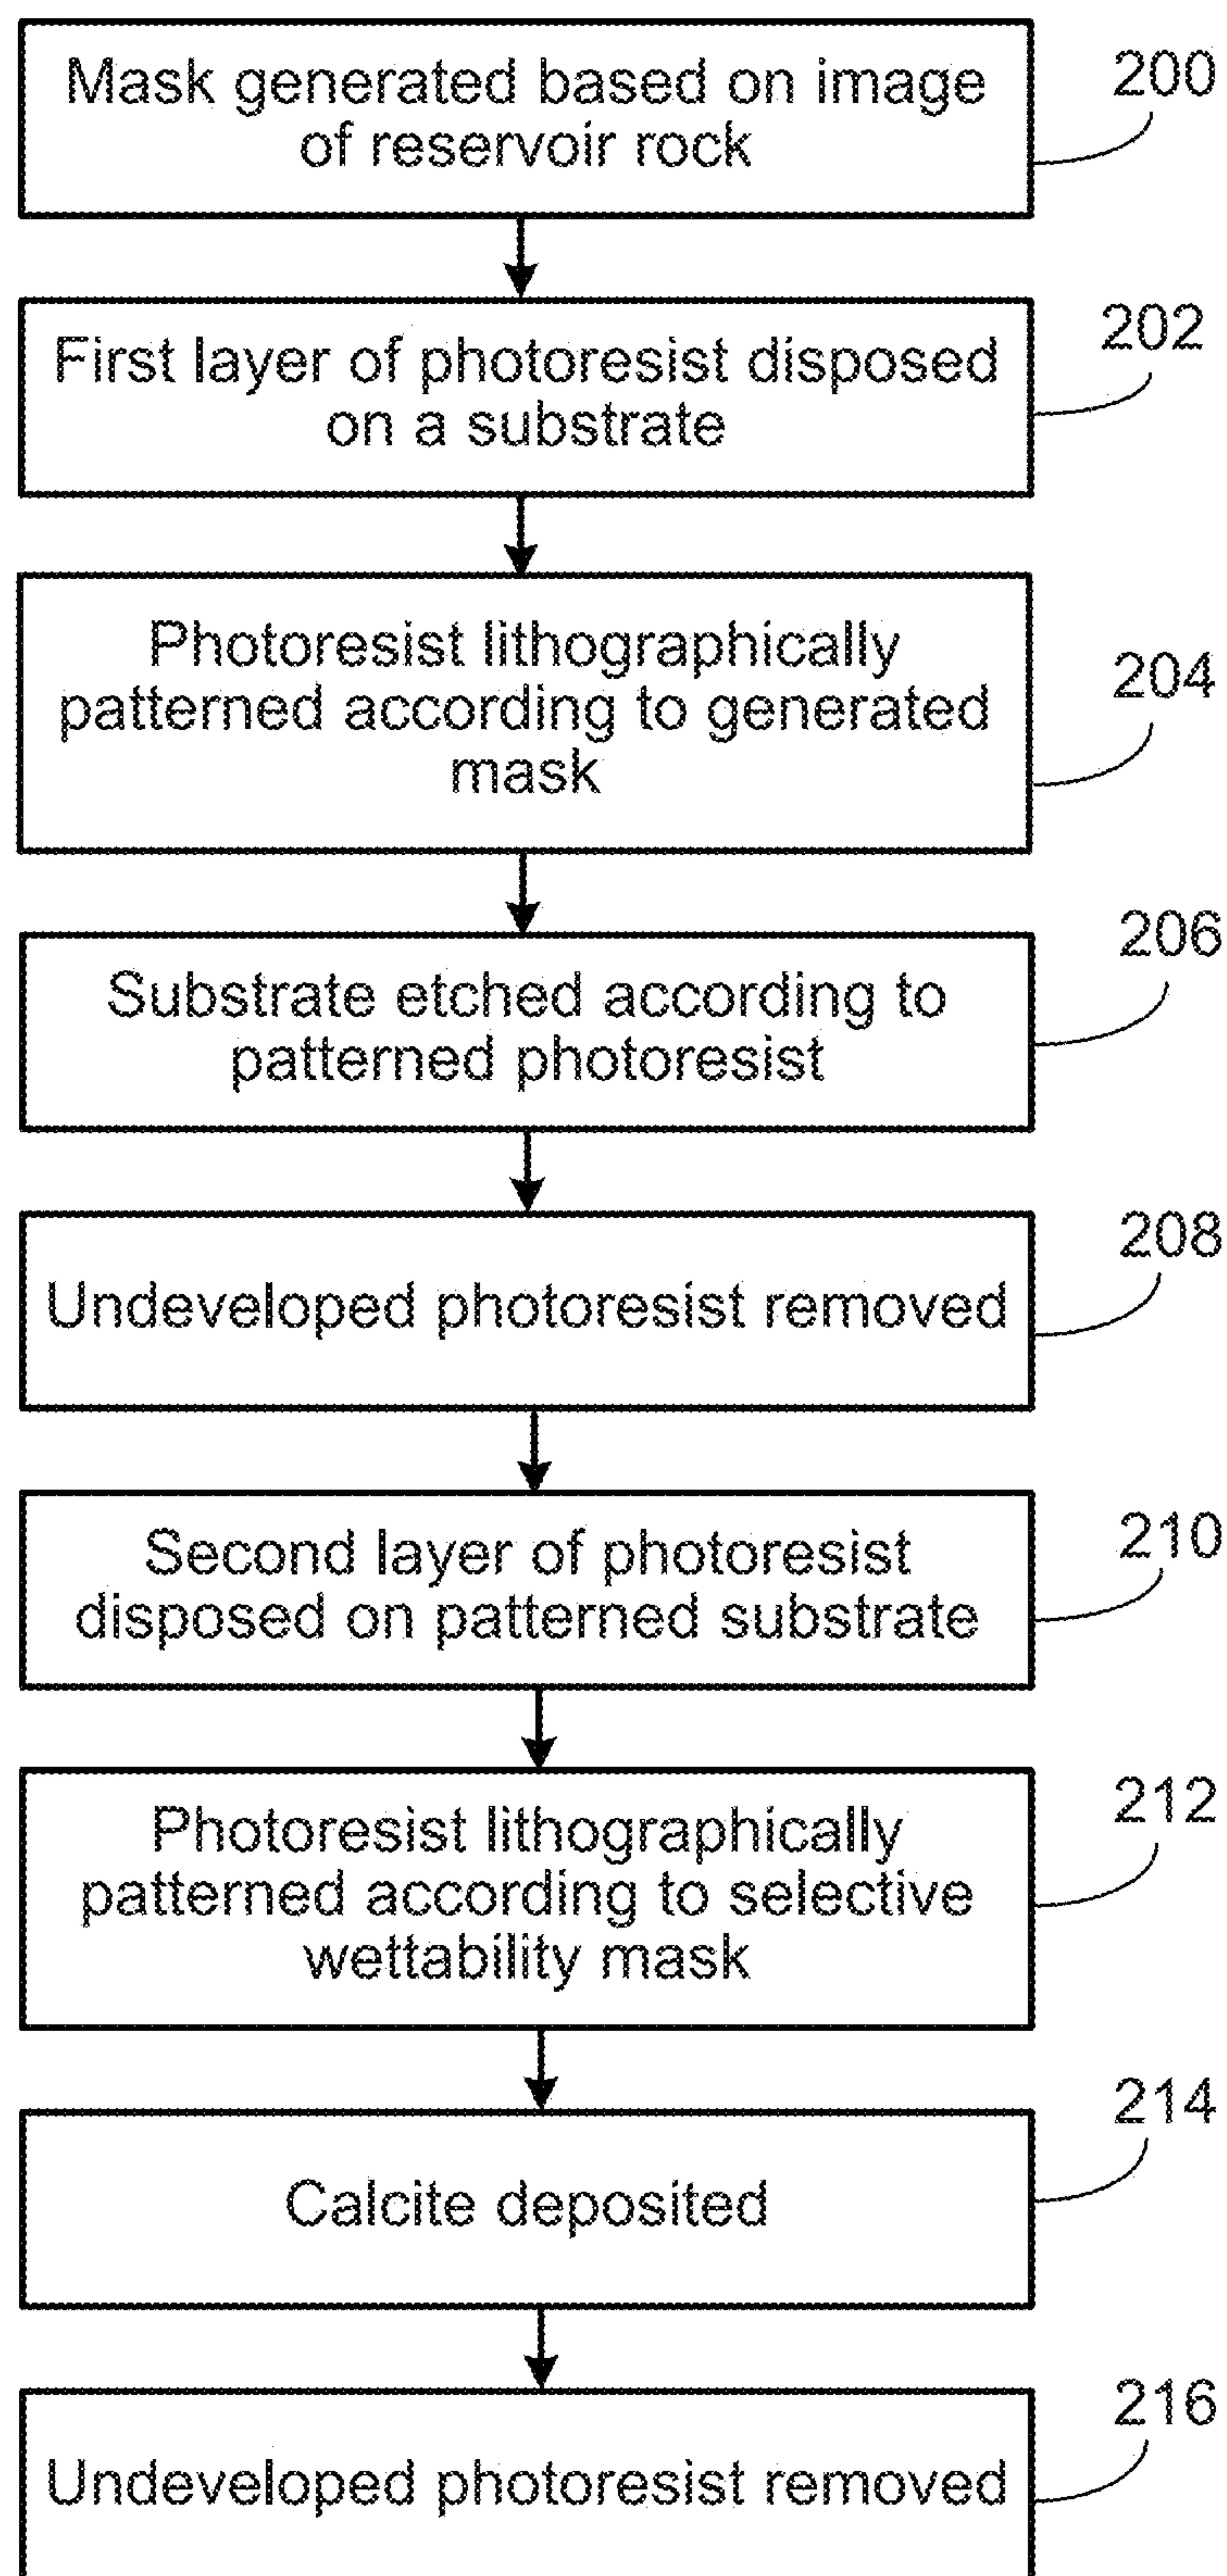 Mask generated based on image
of reservoir rock
200
First layer of photoresist disposed
on a substrate
202
Photoresist lithographically
patterned according to generated
mask
204
Substrate etched according to
patterned photoresist
206
Undeveloped photoresist removed
208
Second layer of photoresist
disposed on patterned substrate
210
Photoresist lithographically
patterned according to selective
wettability mask
212
Calcite deposited
214
Undeveloped photoresist removed
216